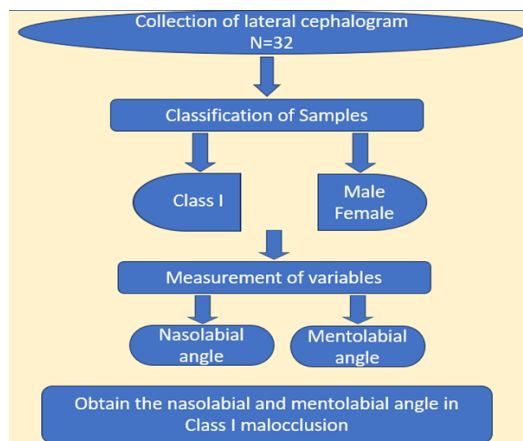 Collection of lateral cephalogram
N=32
Classification of Samples
Class I
Male
Female
Measurement of variables
Nasolabial
angle
Mentolabial
angle
Obtain the nasolabial and mentolabial angle in
Class I malocclusion